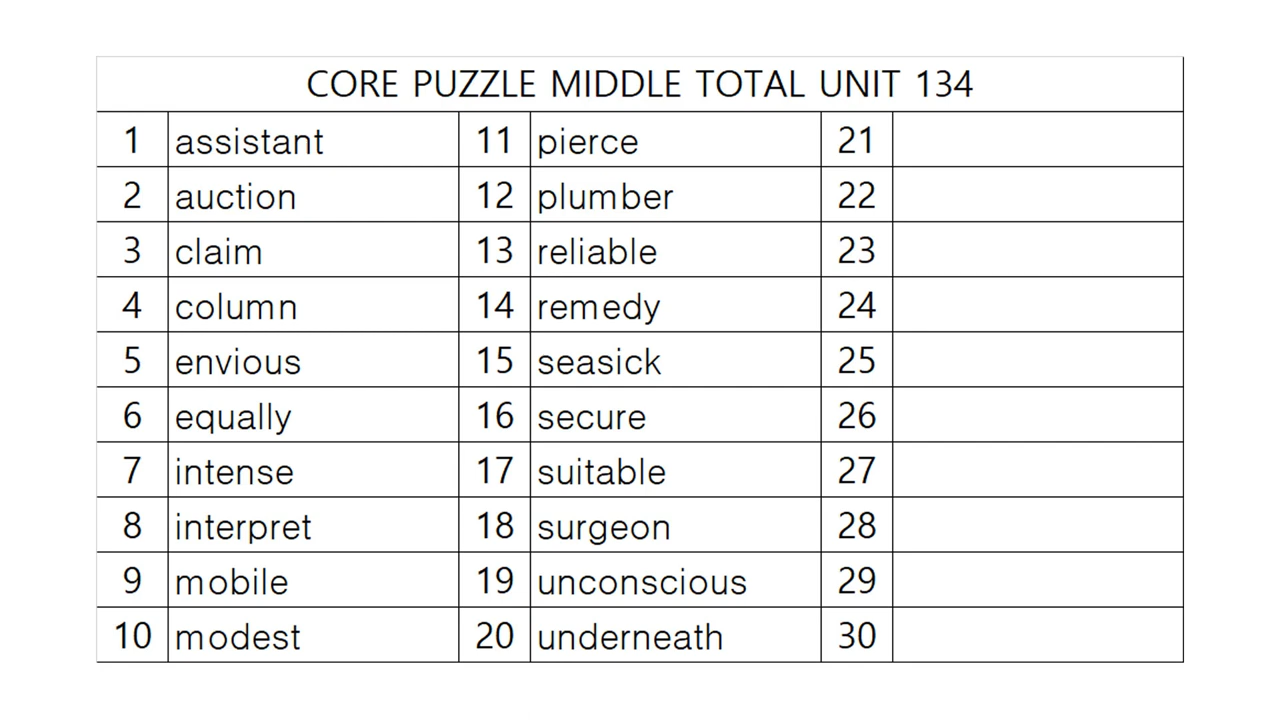 CORE PUZZLE MIDDLE TOTAL UNIT 134
1 assistant 11 pierce 21
2 auction 12 plumber 22
3 claim 13 reliable 23
4 column 14 remedy 24
5 envious 15 seasick 25
6 equally 16 secure 26
7 intense 17 suitable 27
8 interpret 18 surgeon 28
9 mobile 19 unconscious 29
10 modest 20 underneath 30